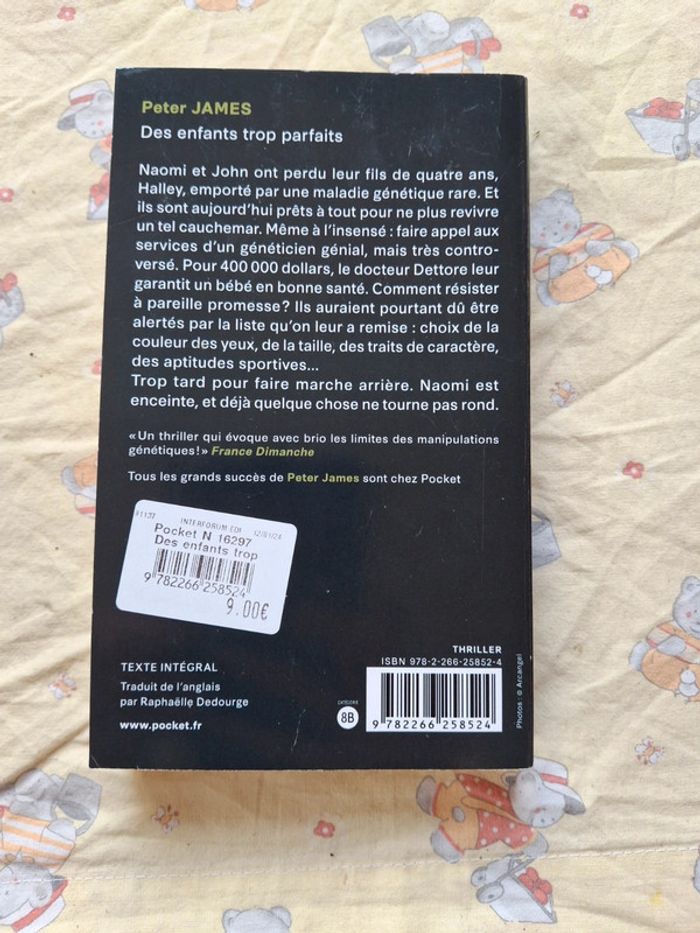 Peter JAMES
Des enfants trop parfaits
Naomi et John ont perdu leur fils de quatre ans,
Halley, emporté par une maladie génétique rare. Et
ils sont aujourd'hui prêts à tout pour ne plus revivre
un tel cauchemar. Même à l'insensé : faire appel aux
services d'un généticien génial, mais très contro-
versé. Pour 400 000 dollars, le docteur Dettore leur
garantit un bébé en bonne santé. Comment résister
à pareille promesse ? Ils auraient pourtant dû être
alertés par la liste qu'on leur a remise : choix de la
couleur des yeux, de la taille, des traits de caractère,
des aptitudes sportives...
Trop tard pour faire marche arrière. Naomi est
enceinte, et déjà quelque chose ne tourne pas rond.
« Un thriller qui évoque avec brio les limites des manipulations
génétiques ! » France Dimanche
Tous les grands succès de Peter James sont chez Pocket
INTERFORUM EDI
Pocket N 16297
Des enfants trop
9 782266 258524
9.00€
TEXTE INTÉGRAL
Traduit de l'anglais
par Raphaëlle Dedourge
www.pocket.fr
THRILLER
ISBN 978-2-266-25852-4
CATÉGORIE
8B
9 782266 258524
Photos : © Arcangel